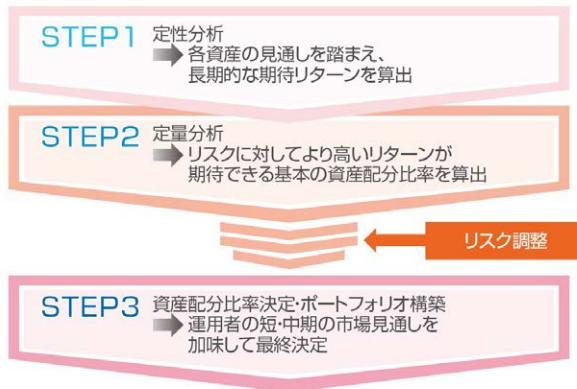 STEP1 定性分析
各資産の見通しを踏まえ、
長期的な期待リターンを算出
STEP2 定量分析
リスクに対してより高いリターンが
期待できる基本の資産配分比率を算出
リスク調整
STEP3 資産配分比率決定・ポートフォリオ構築
運用者の短・中期の市場見通しを
加味して最終決定